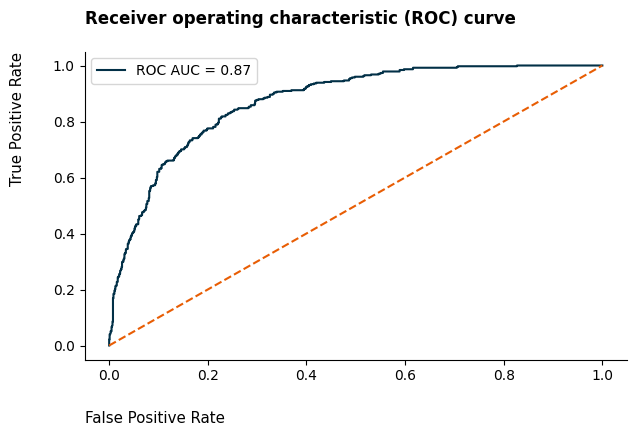 Receiver operating characteristic (ROC) curve
True Positive Rate
ROC AUC = 0.87
1.0
0.8
0.6
0.4
0.2
0.0
0.0 0.2 0.4 0.6 0.8 1.0
False Positive Rate